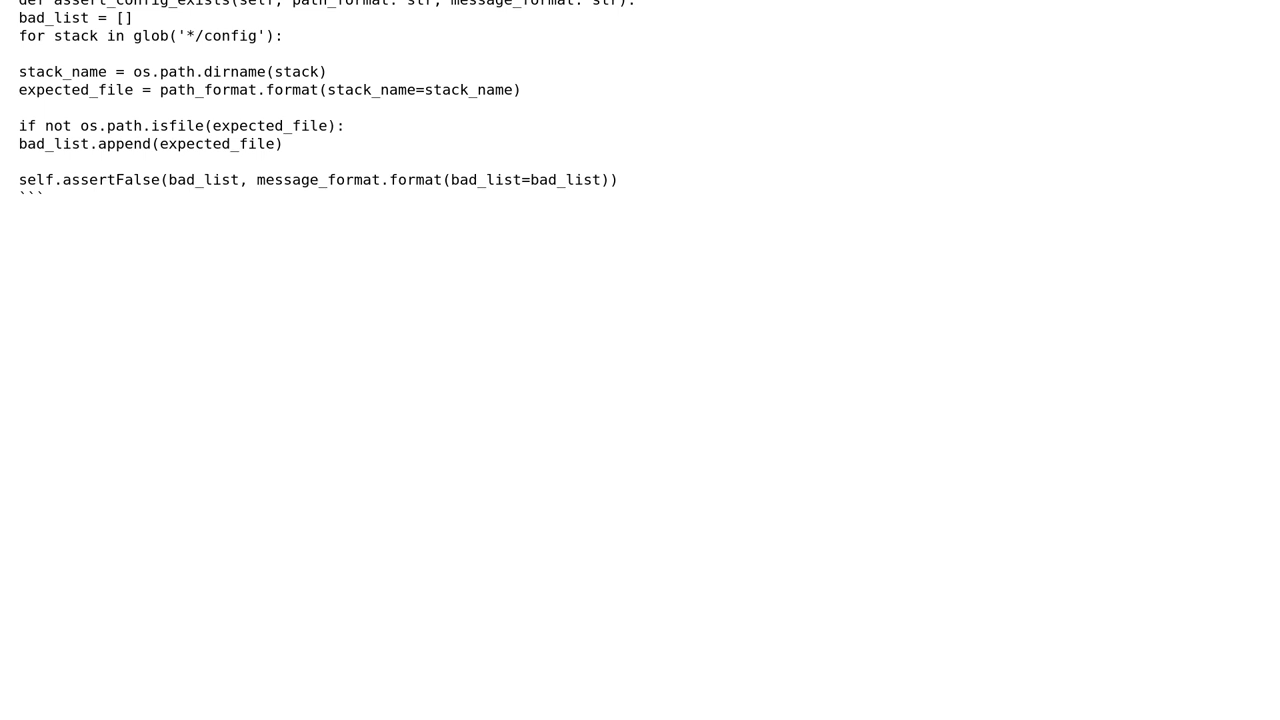 def assert_config_exists(self, path_format: str, message_format: str):
bad_list = []
for stack in glob('*/config'):
stack_name = os.path.dirname(stack)
expected_file = path_format.format(stack_name=stack_name)
if not os.path.isfile(expected_file):
bad_list.append(expected_file)
self.assertFalse(bad_list, message_format.format(bad_list=bad_list))
```